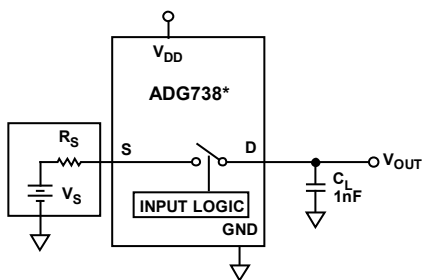 VDD
ADG738*
RS
S
D
VOUT
VS
CL
1nF
INPUT LOGIC
GND